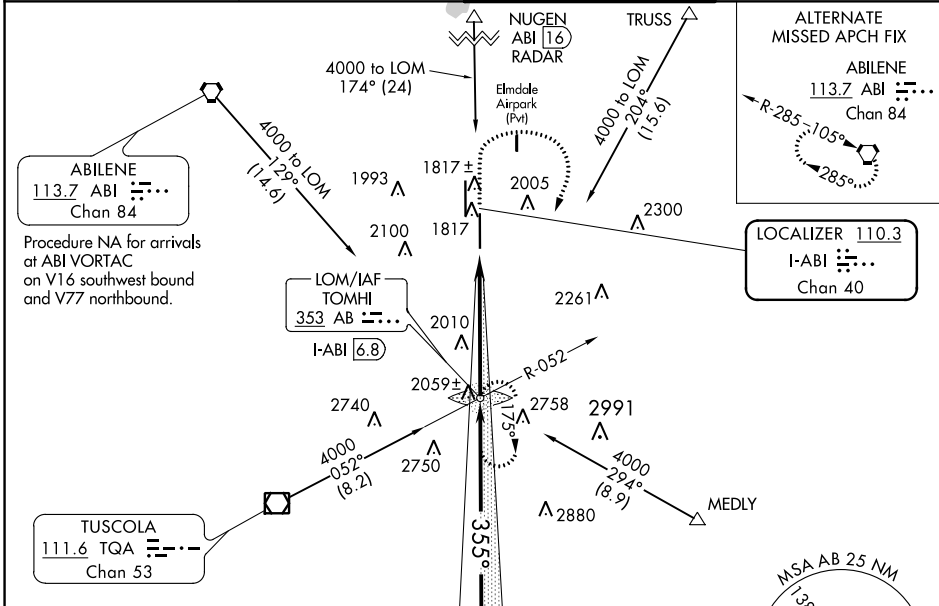 NUGEN
ABI 16
RADAR
TRUSS
4000 to LOM
174° (24)
Elmdale
Airpark
(Pvt)
4000 to LOM
204°
(15.6)
ALTERNATE
MISSED APCH FIX
ABILENE
113.7 ABI
Chan 84
R-285
105°
285°
4000 to LOM
129°
(14.6)
ABILENE
113.7 ABI
Chan 84
Procedure NA for arrivals
at ABI VORTAC
on V16 southwest bound
and V77 northbound.
1993
1817±
2005
2300
2100
1817
LOCALIZER 110.3
I-ABI
Chan 40
LOM/IAF
TOMHI
353 AB
I-ABI 6.8
2261
2010
R-052
2059±
2740
2758
2991
175°
4000
052°
(8.2)
2750
4000
294°
(8.9)
MEDLY
2880
355°
TUSCOLA
111.6 TQA
Chan 53
MSA AB 25 NM